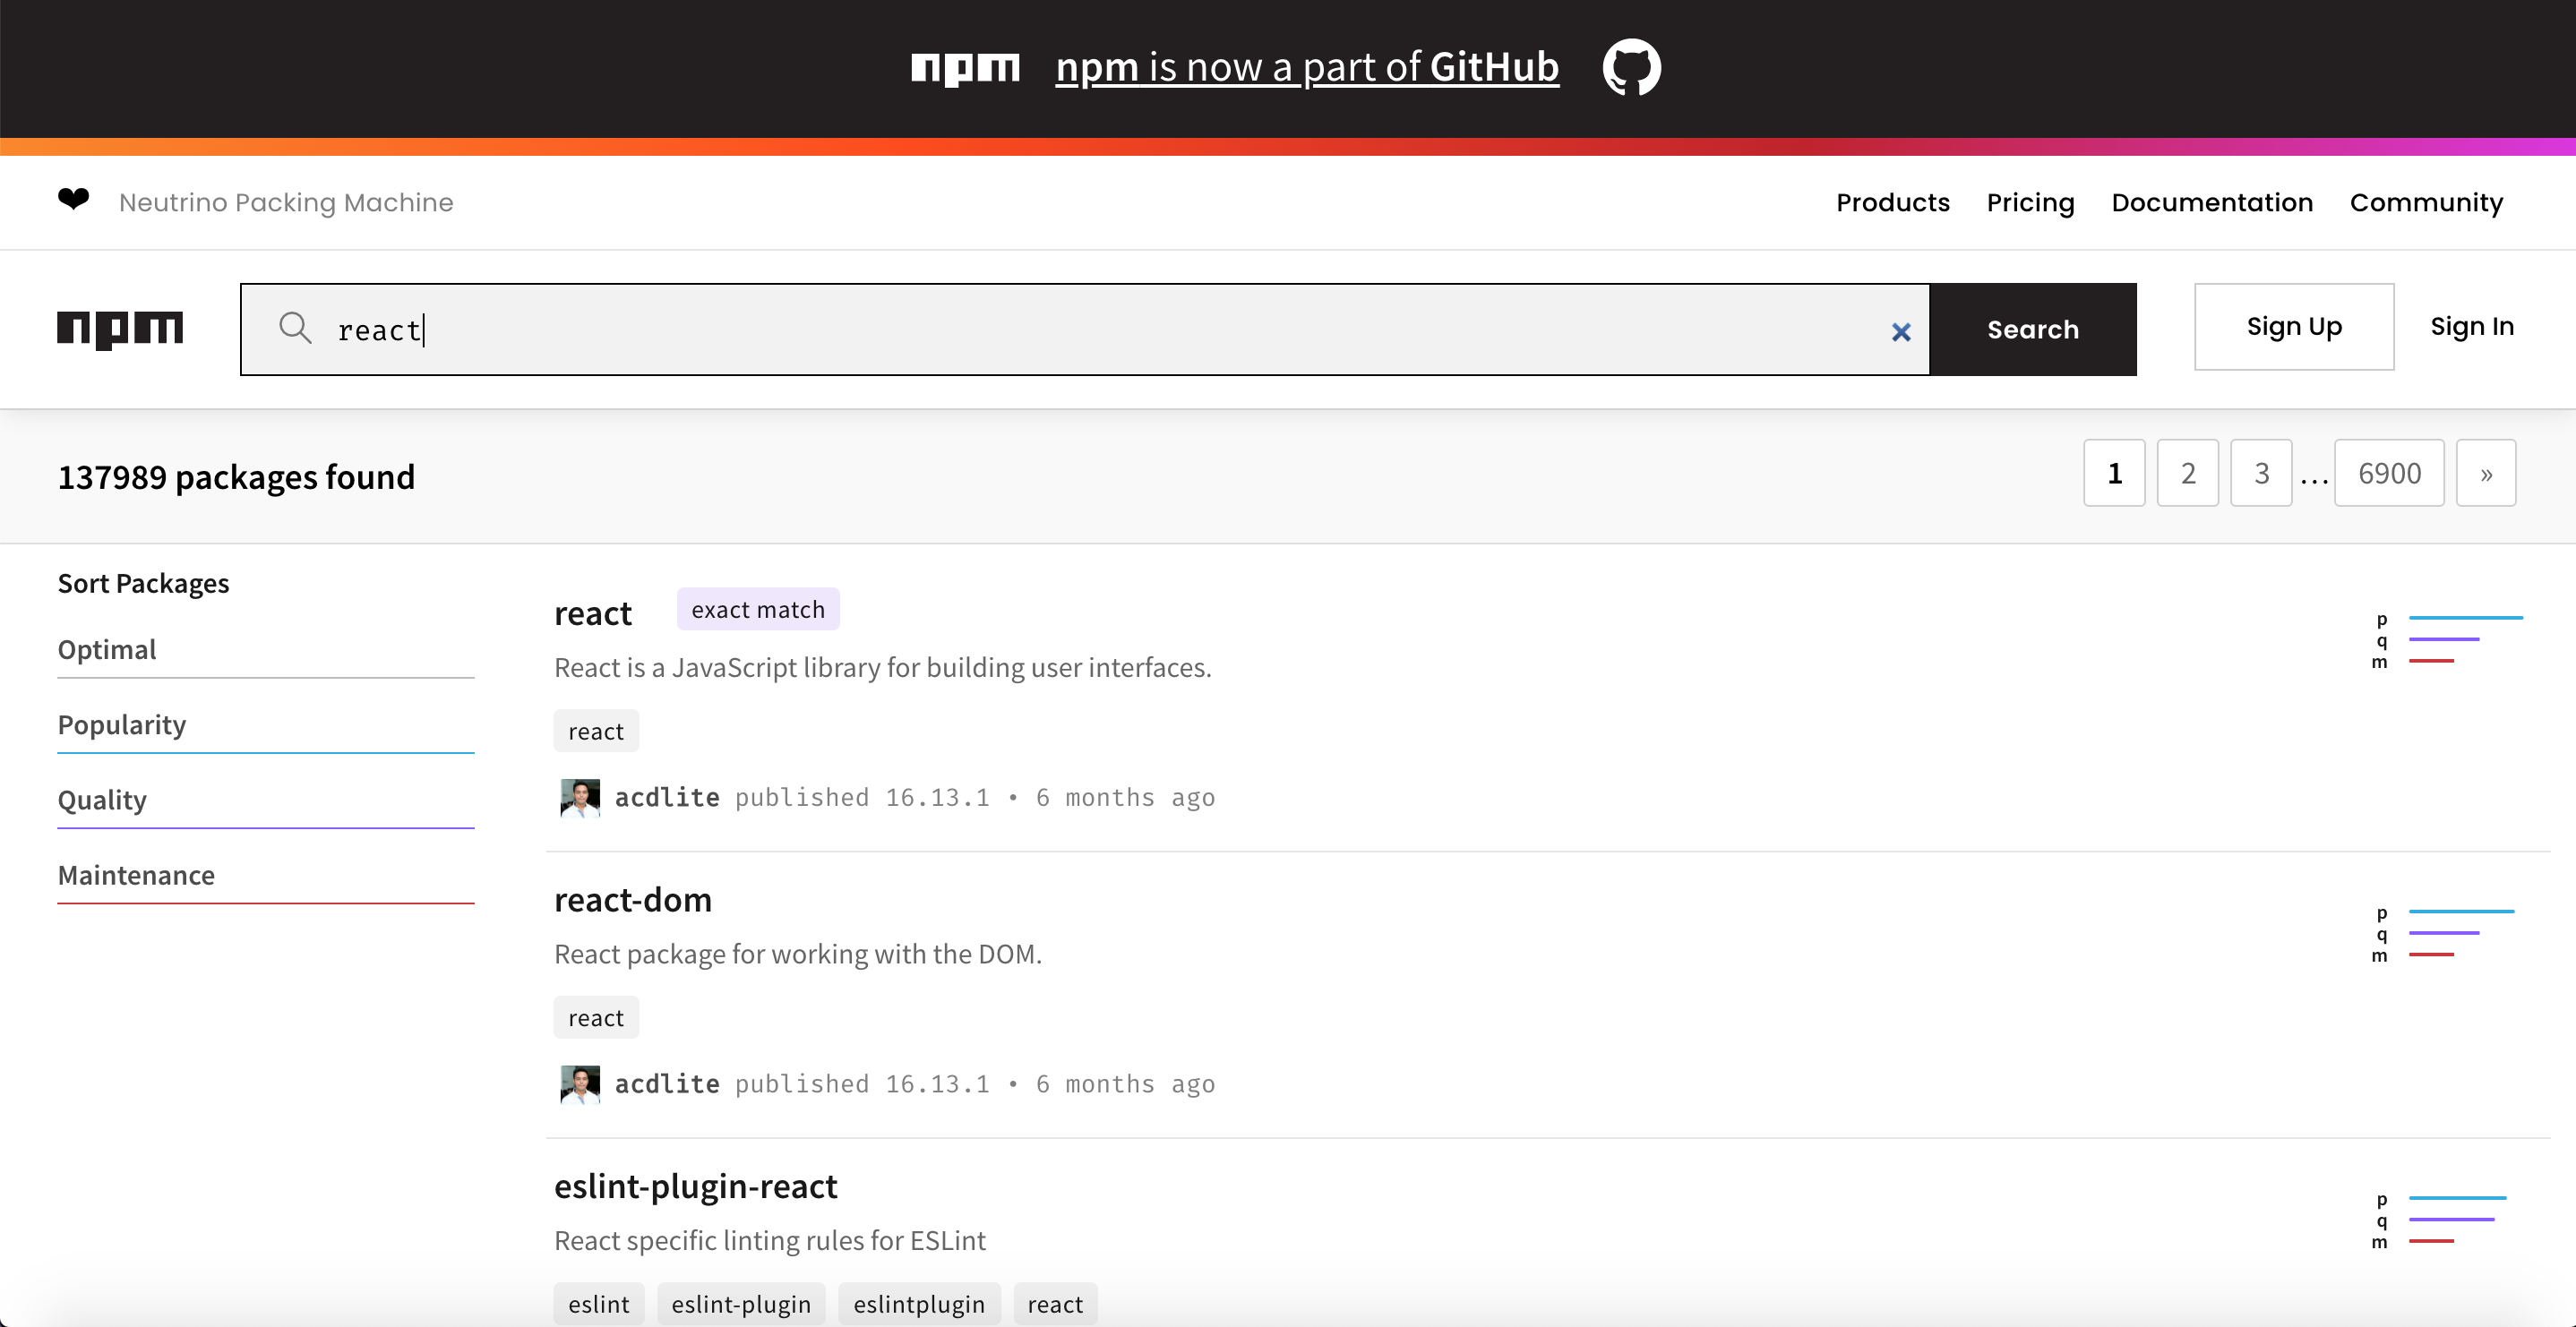 npm npm is now a part of GitHub
Neutrino Packing Machine
Products Pricing Documentation Community
npm
react
Search
Sign Up
Sign In
137989 packages found
1 2 3 ... 6900 »
Sort Packages
Optimal
Popularity
Quality
Maintenance
react exact match
React is a JavaScript library for building user interfaces.
react
acdlite published 16.13.1 • 6 months ago
p
q
m
react-dom
React package for working with the DOM.
react
acdlite published 16.13.1 • 6 months ago
p
q
m
eslint-plugin-react
React specific linting rules for ESLint
eslint eslint-plugin eslintplugin react
p
q
m